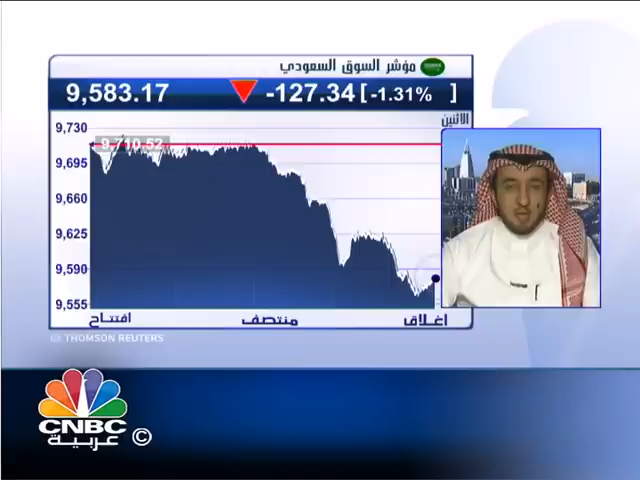 مؤشر السوق السعودي
9,583.17 -127.34 [ -1.31% ]
الاثنين
9,730
9,710.52
9,695
9,660
9,625
9,590
9,555
افتتاح منتصف اغلاق
THOMSON REUTERS
CNBC
عربية ©